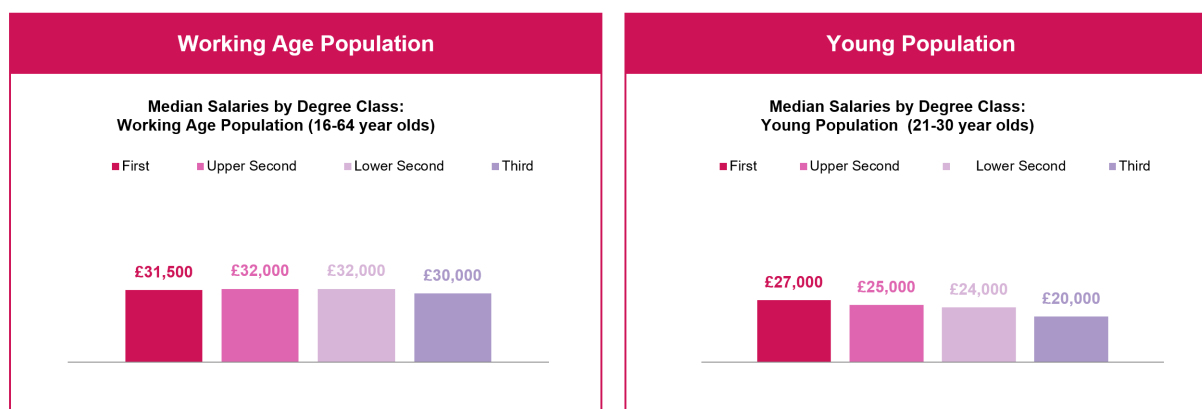 Working Age Population
Median Salaries by Degree Class:
Working Age Population (16-64 year olds)
First Upper Second Lower Second Third
£31,500 £32,000 £32,000 £30,000
Young Population
Median Salaries by Degree Class:
Young Population (21-30 year olds)
First Upper Second Lower Second Third
£27,000 £25,000 £24,000 £20,000